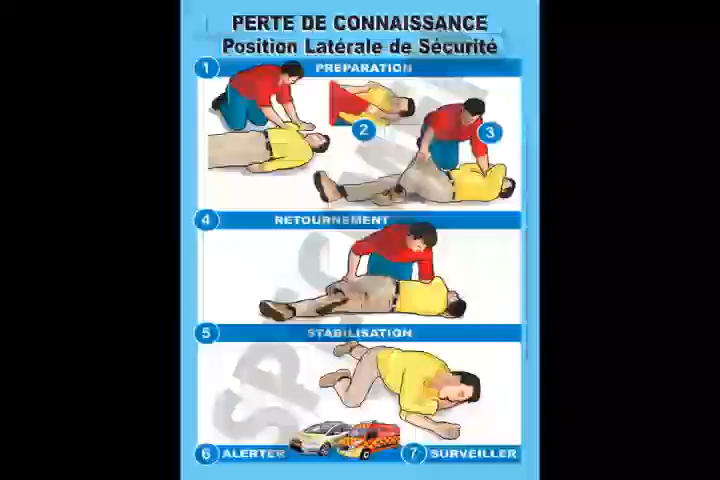 PERTE DE CONNAISSANCE
Position Latérale de Sécurité
1 PREPARATION
2
3
4 RETOURNEMENT
5 STABILISATION
6 ALERTER
7 SURVEILLER